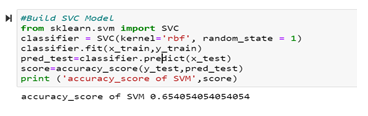 #Build SVC Model
from sklearn.svm import SVC
classifier = SVC(kernel='rbf', random_state = 1)
classifier.fit(x_train,y_train)
pred_test=classifier.predict(x_test)
score=accuracy_score(y_test,pred_test)
print ('accuracy_score of SVM',score)
accuracy_score of SVM 0.654054054054054